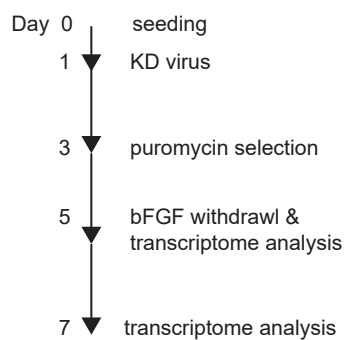 Day 0 seeding
1 KD virus
3 puromycin selection
5 bFGF withdrawl &
transcriptome analysis
7 transcriptome analysis